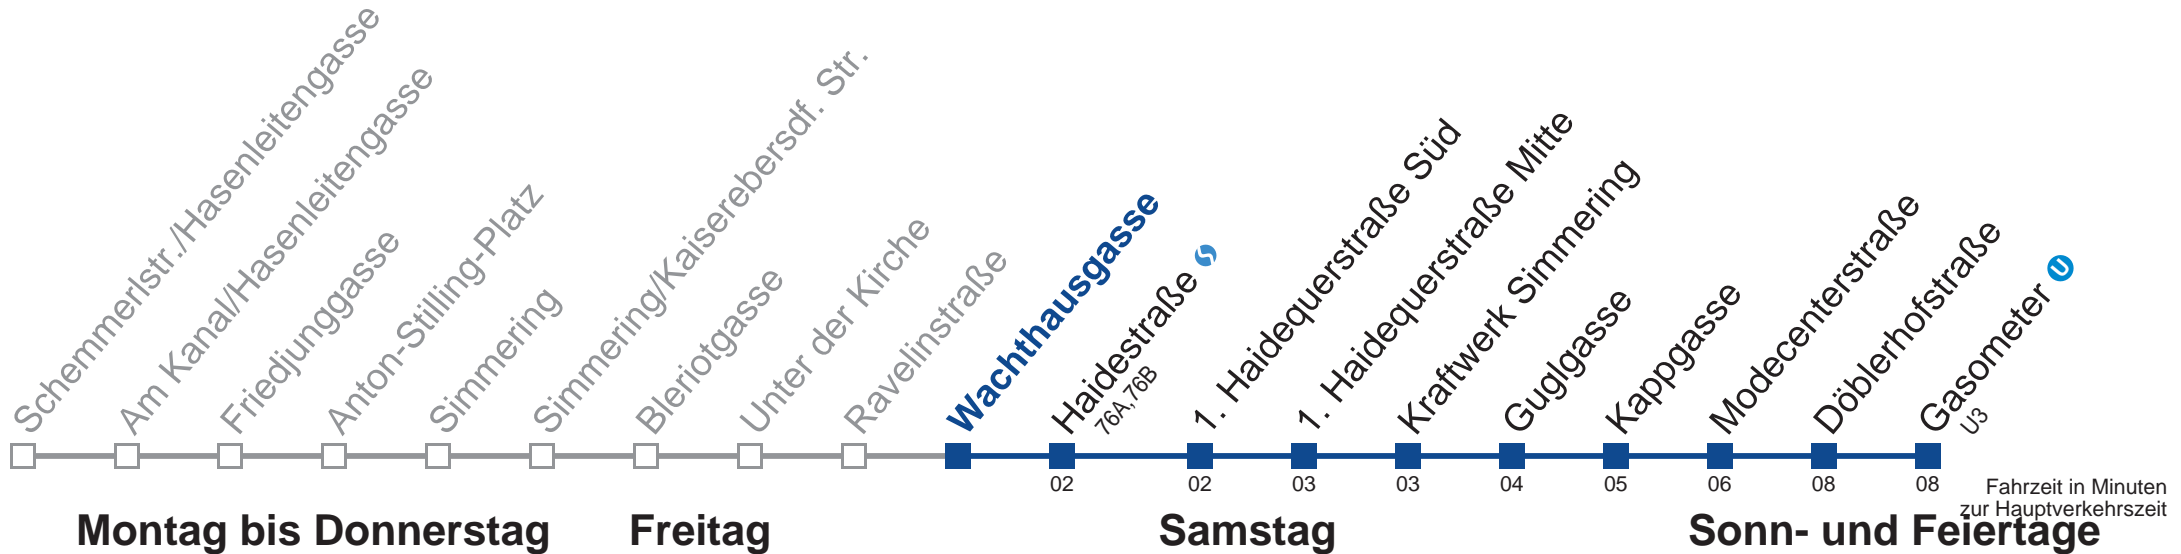 Schemmerlstr./Hasenleitengasse
Am Kanal/Hasenleitengasse
Friedjunggasse
Anton-Stilling-Platz
Simmering
Simmering/Kaiserebersdf. Str.
Bleriotgasse
Unter der Kirche
Ravelinstraße
Wachthausgasse
Haidestraße S
76A,76B
1. Haidequerstraße Süd
1. Haidequerstraße Mitte
Kraftwerk Simmering
Guglgasse
Kappgasse
Modecenterstraße
Döblerhofstraße
Gasometer U
U3
02 02 03 03 04 05 06 08 08
Fahrzeit in Minuten
zur Hauptverkehrszeit
Montag bis Donnerstag Freitag Samstag Sonn- und Feiertage